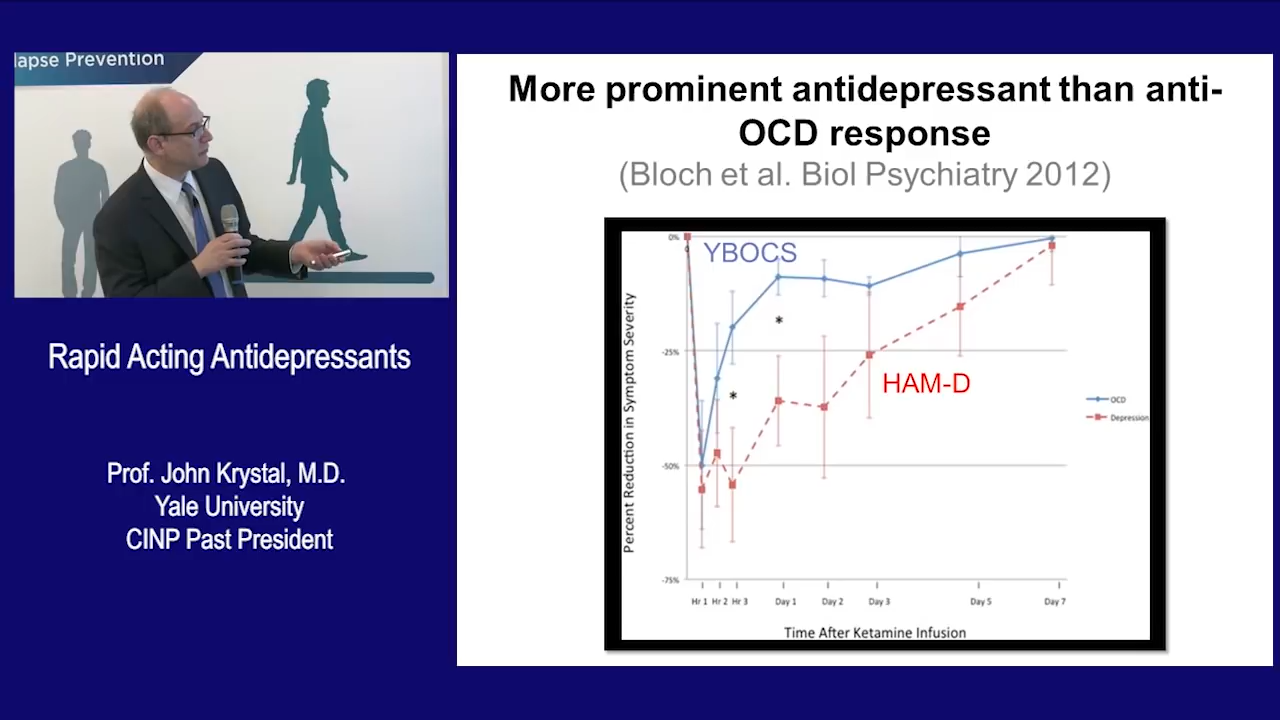 lapse Prevention
Rapid Acting Antidepressants
Prof. John Krystal, M.D.
Yale University
CINP Past President
More prominent antidepressant than anti-
OCD response
(Bloch et al. Biol Psychiatry 2012)
YBOCS
HAM-D
Percent Reduction in Symptom Severity
0%
-25%
-50%
-75%
*
*
OCD
Depression
Hr 1 Hr 2 Hr 3 Day 1 Day 2 Day 3 Day 5 Day 7
Time After Ketamine Infusion